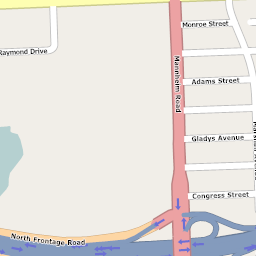 Monroe Street
Raymond Drive
Mannheim Road
Adams Street
Gladys Avenue
Congress Street
North Frontage Road